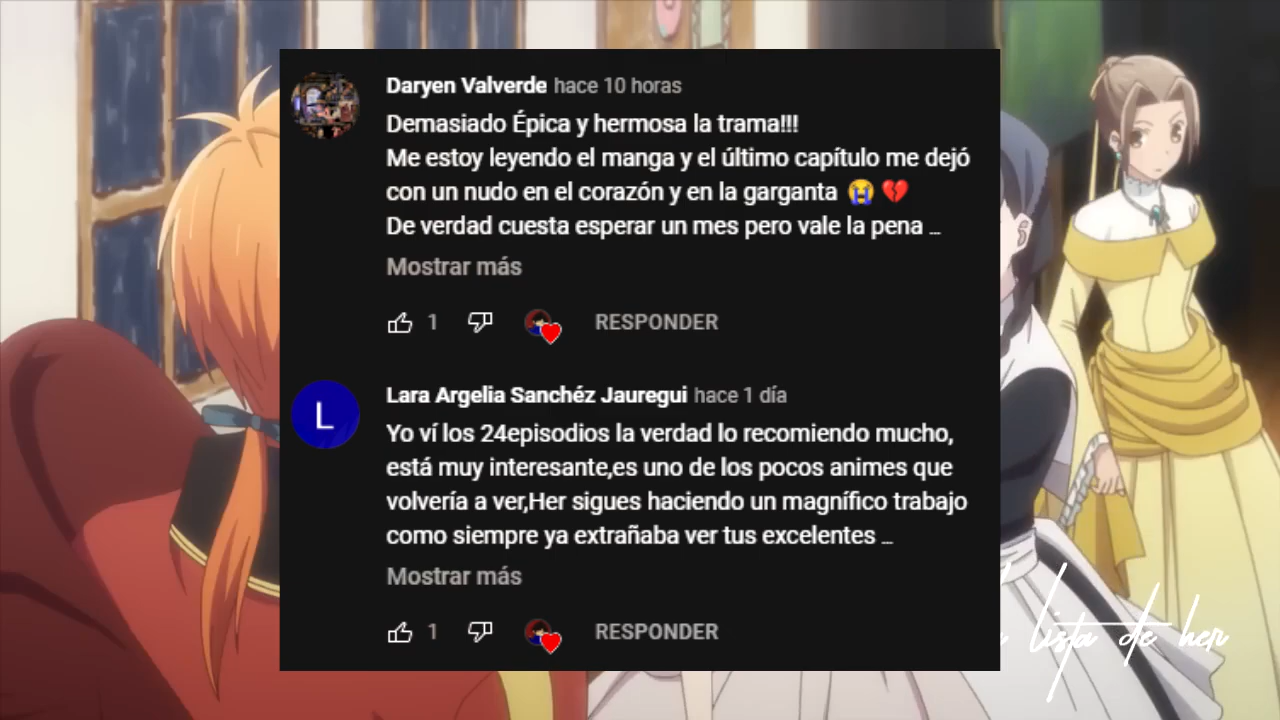 Daryen Valverde hace 10 horas
Demasiado Épica y hermosa la trama!!!
Me estoy leyendo el manga y el último capítulo me dejó
con un nudo en el corazón y en la garganta 😭 💔
De verdad cuesta esperar un mes pero vale la pena ...
Mostrar más
1
RESPONDER
L
Lara Argelia Sanchéz Jauregui hace 1 día
Yo ví los 24episodios la verdad lo recomiendo mucho,
está muy interesante,es uno de los pocos animes que
volvería a ver,Her sigues haciendo un magnífico trabajo
como siempre ya extrañaba ver tus excelentes ...
Mostrar más
1
RESPONDER
lista de her